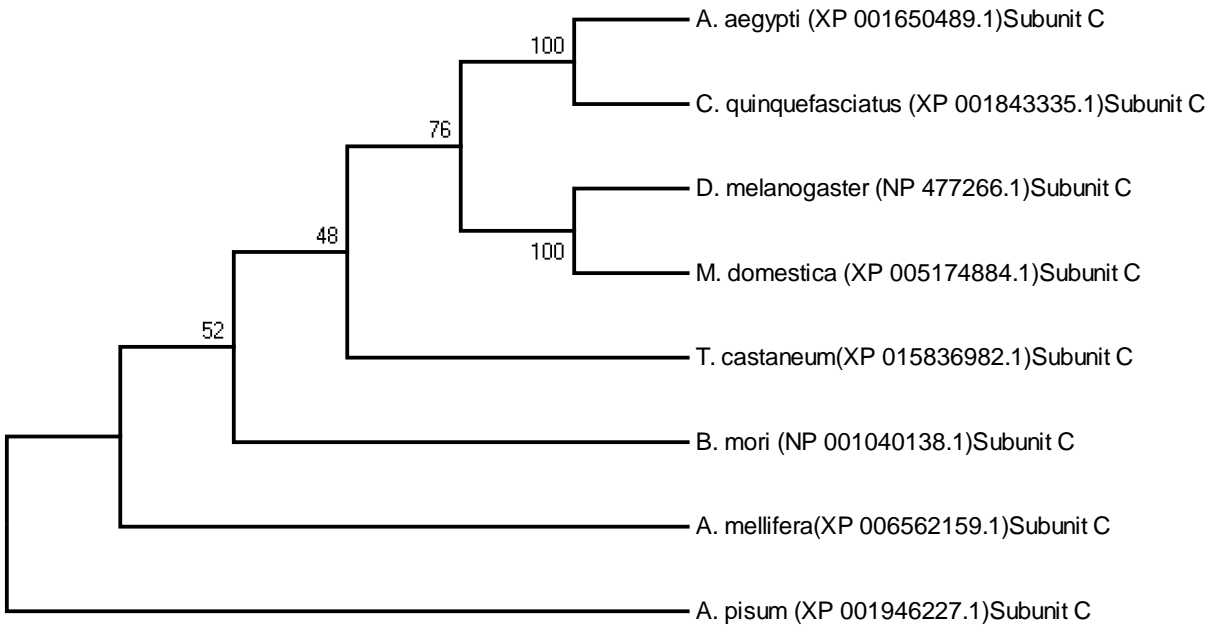 A. aegypti (XP 001650489.1)Subunit C
100
C. quinquefasciatus (XP 001843335.1)Subunit C
76
D. melanogaster (NP 477266.1)Subunit C
48
100
M. domestica (XP 005174884.1)Subunit C
52
T. castaneum(XP 015836982.1)Subunit C
B. mori (NP 001040138.1)Subunit C
A. mellifera(XP 006562159.1)Subunit C
A. pisum (XP 001946227.1)Subunit C